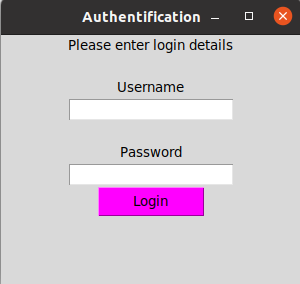 Authentification
Please enter login details
Username
Password
Login